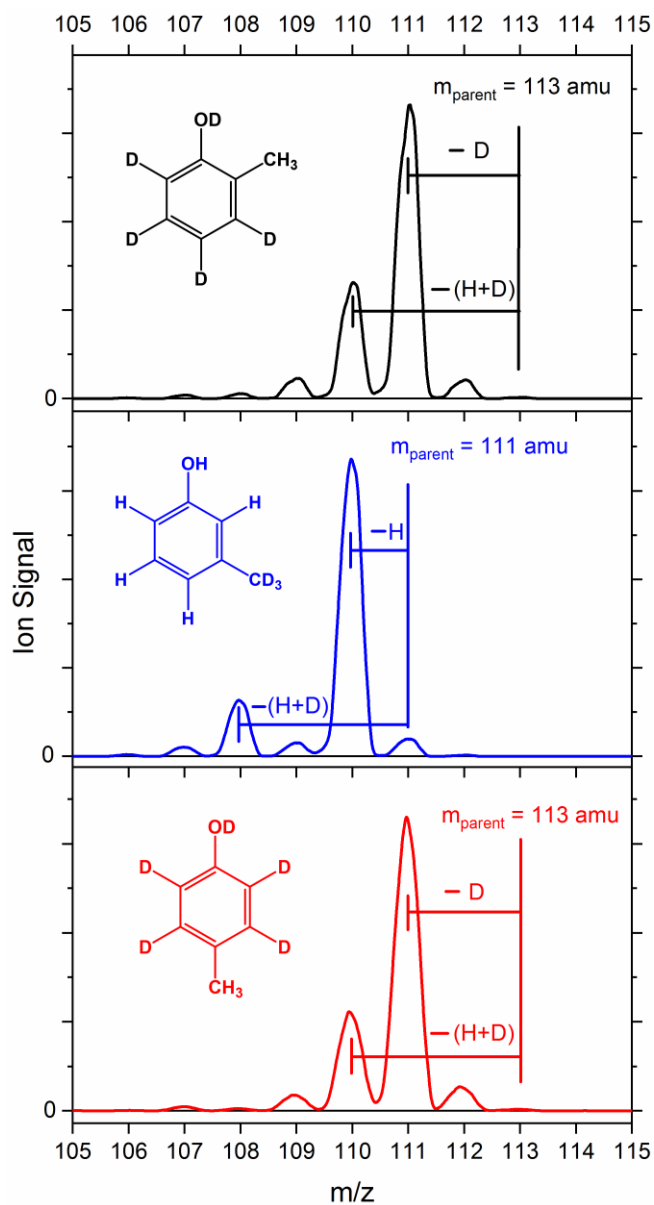 105 106 107 108 109 110 111 112 113 114 115
m_parent = 113 amu
OD
D
CH3
D
D
D
– D
–(H+D)
0
m_parent = 111 amu
OH
H
H
H
CD3
H
–H
–(H+D)
0
Ion Signal
m_parent = 113 amu
OD
D
D
D
D
CH3
– D
–(H+D)
0
105 106 107 108 109 110 111 112 113 114 115
m/z